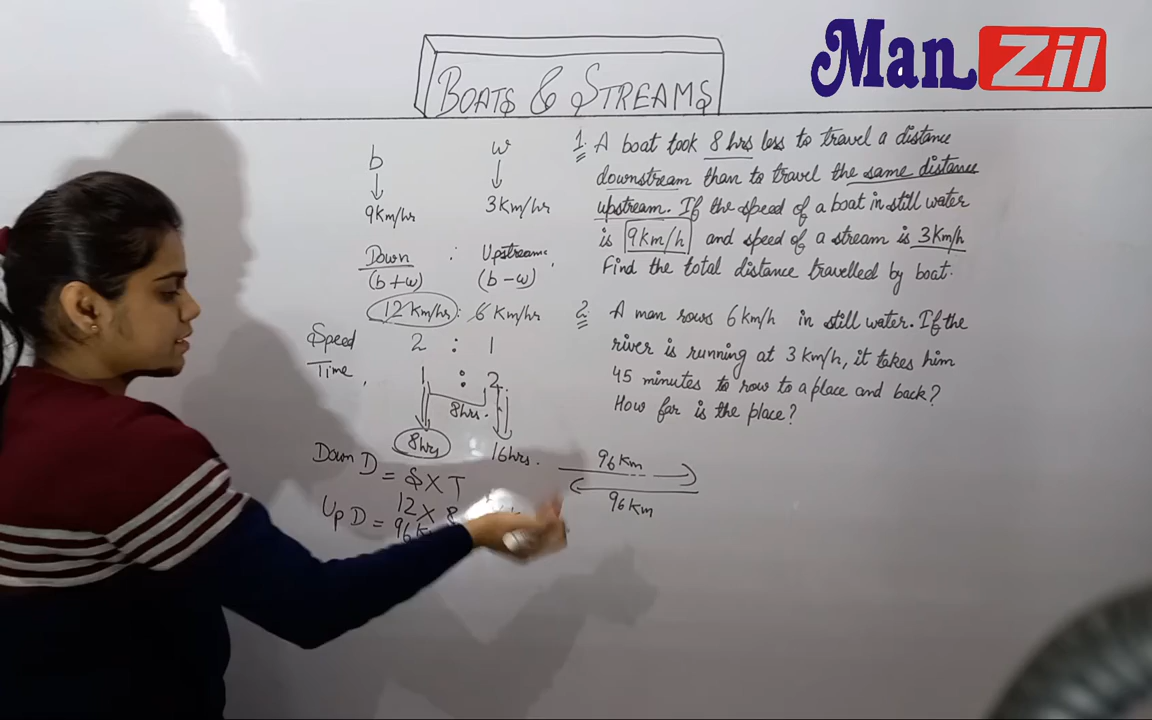 Man Zil
BOATS & STREAMS
b w
9Km/hr 3Km/hr
Down : Upstreame
(b+w) (b-w)
12 Km/hr : 6 Km/hr
Speed 2 : 1
Time 1 : 2
8hrs.
8hrs 16hrs.
Down D = S X T
12 X 8
Up D = 96K
1. A boat took 8 hrs less to travel a distance
downstream than to travel the same distance
upstream. If the speed of a boat in still water
is 9Km/h and speed of a stream is 3Km/h
Find the total distance travelled by boat.
2. A man rows 6Km/h in still water. If the
river is running at 3 Km/h, it takes him
45 minutes to row to a place and back?
How far is the place?
96 Km
96 Km